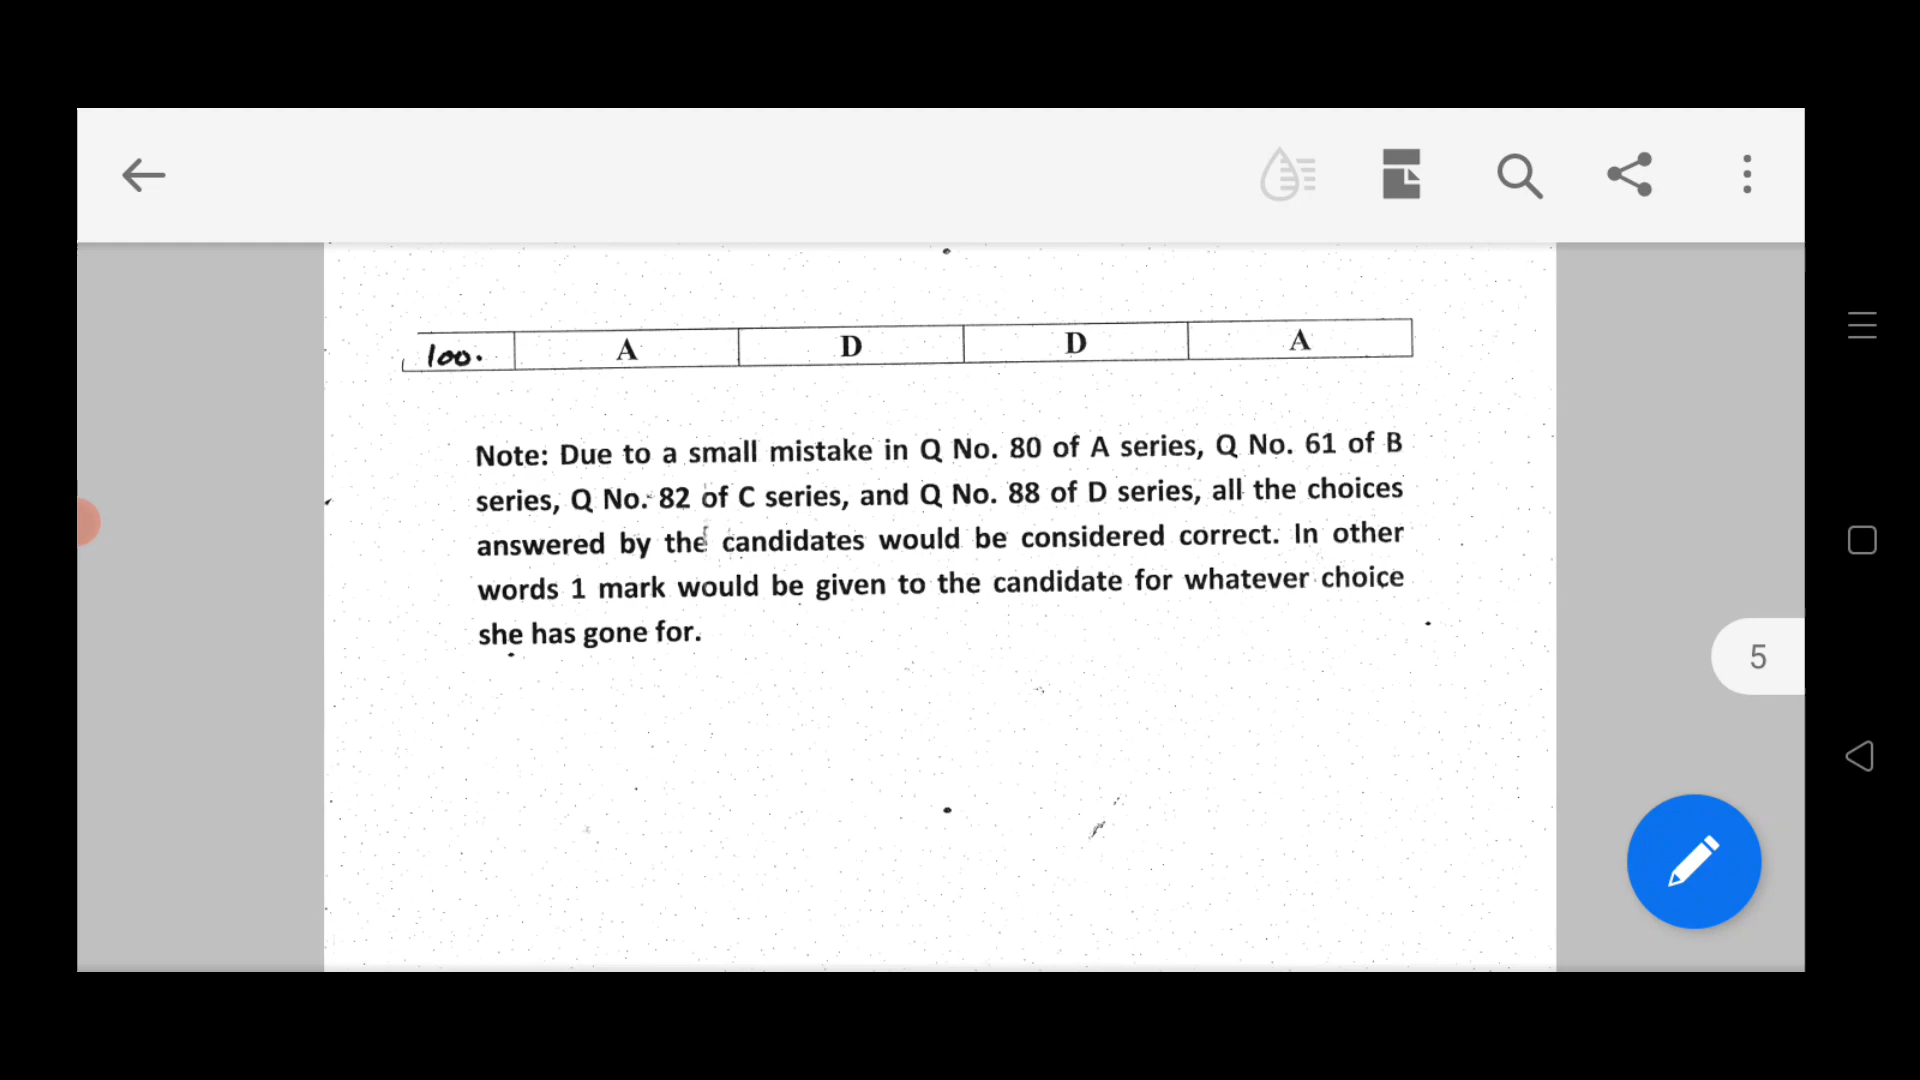 100. A D D A
Note: Due to a small mistake in Q No. 80 of A series, Q No. 61 of B
series, Q No. 82 of C series, and Q No. 88 of D series, all the choices
answered by the candidates would be considered correct. In other
words 1 mark would be given to the candidate for whatever choice
she has gone for.
5